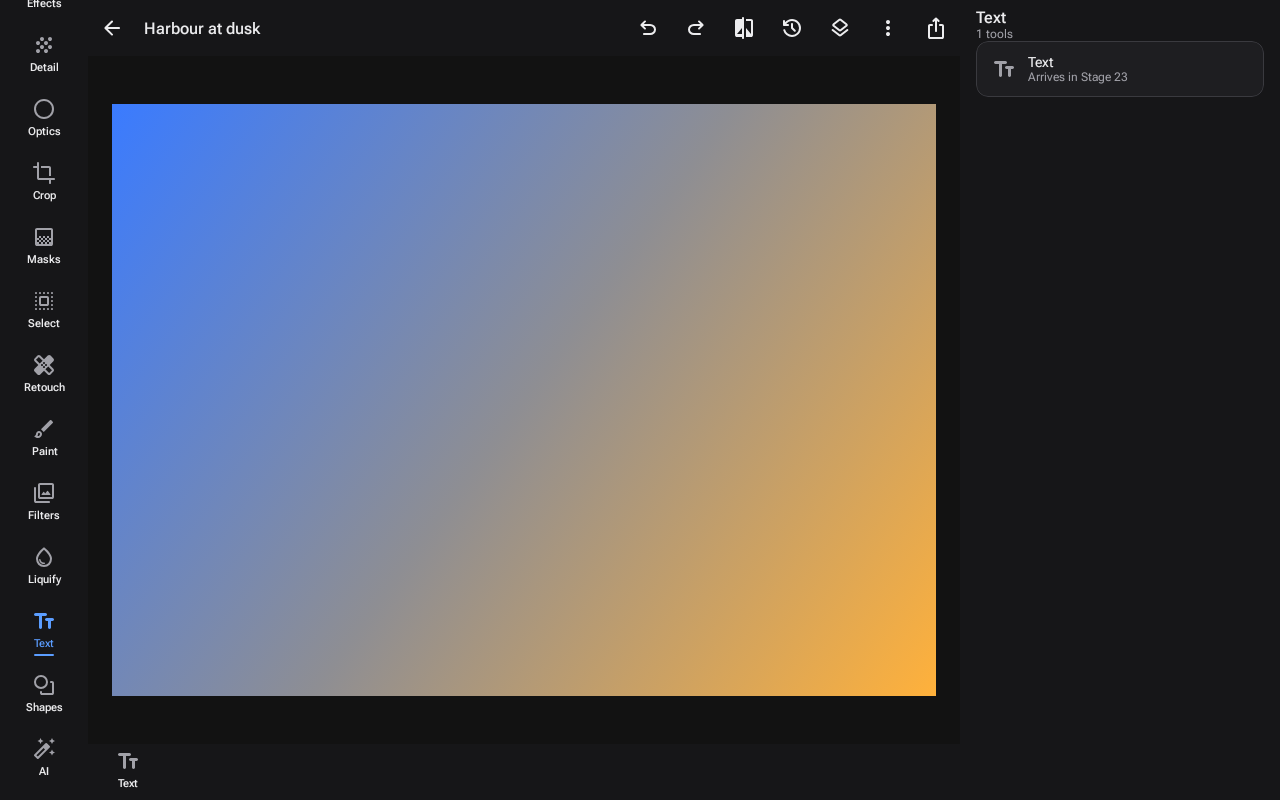 Effects
Detail
Optics
Crop
Masks
Select
Retouch
Paint
Filters
Liquify
Text
Shapes
AI
Harbour at dusk
Text
Text
1 tools
Text
Arrives in Stage 23